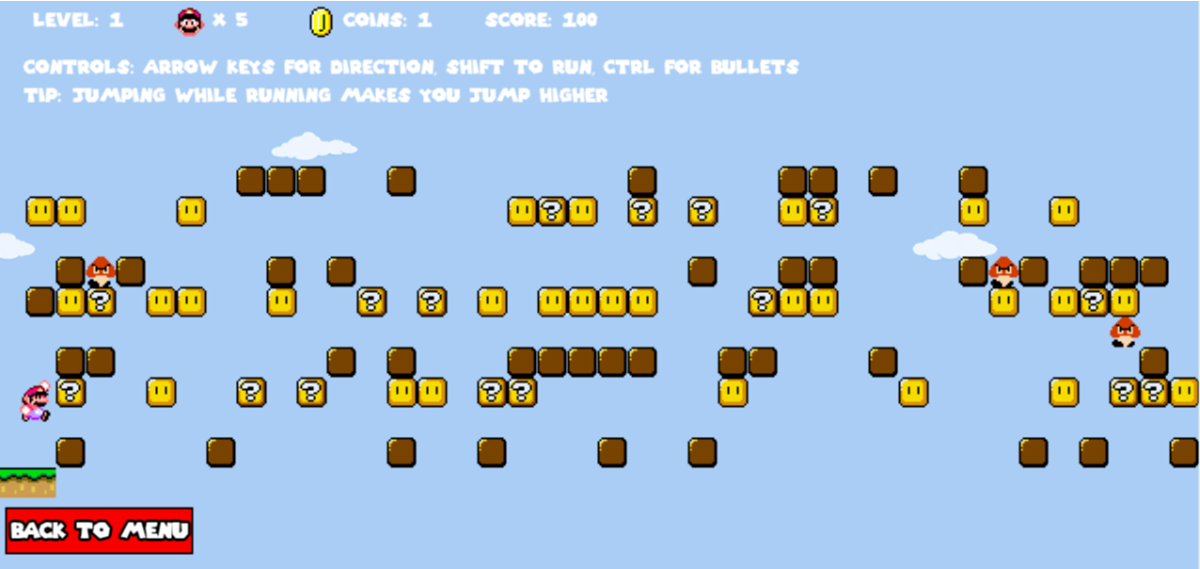 LEVEL: 1 X 5 COINS: 1 SCORE: 100
CONTROLS: ARROW KEYS FOR DIRECTION, SHIFT TO RUN, CTRL FOR BULLETS
TIP: JUMPING WHILE RUNNING MAKES YOU JUMP HIGHER
? ? ?
? ?
? ? ? ? ?
? ? ? ? ? ? ?
BACK TO MENU